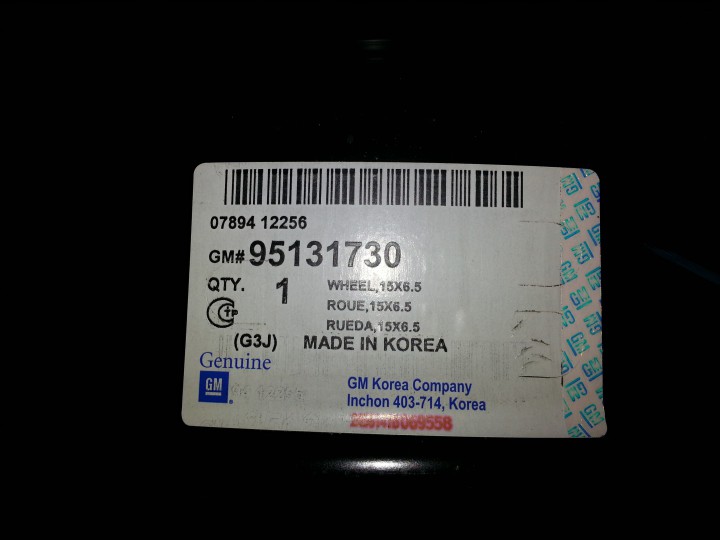 07894 12256
GM# 95131730
QTY. 1
WHEEL,15X6.5
ROUE,15X6.5
RUEDA,15X6.5
(G3J) MADE IN KOREA
Genuine
GM
GM Korea Company
Inchon 403-714, Korea